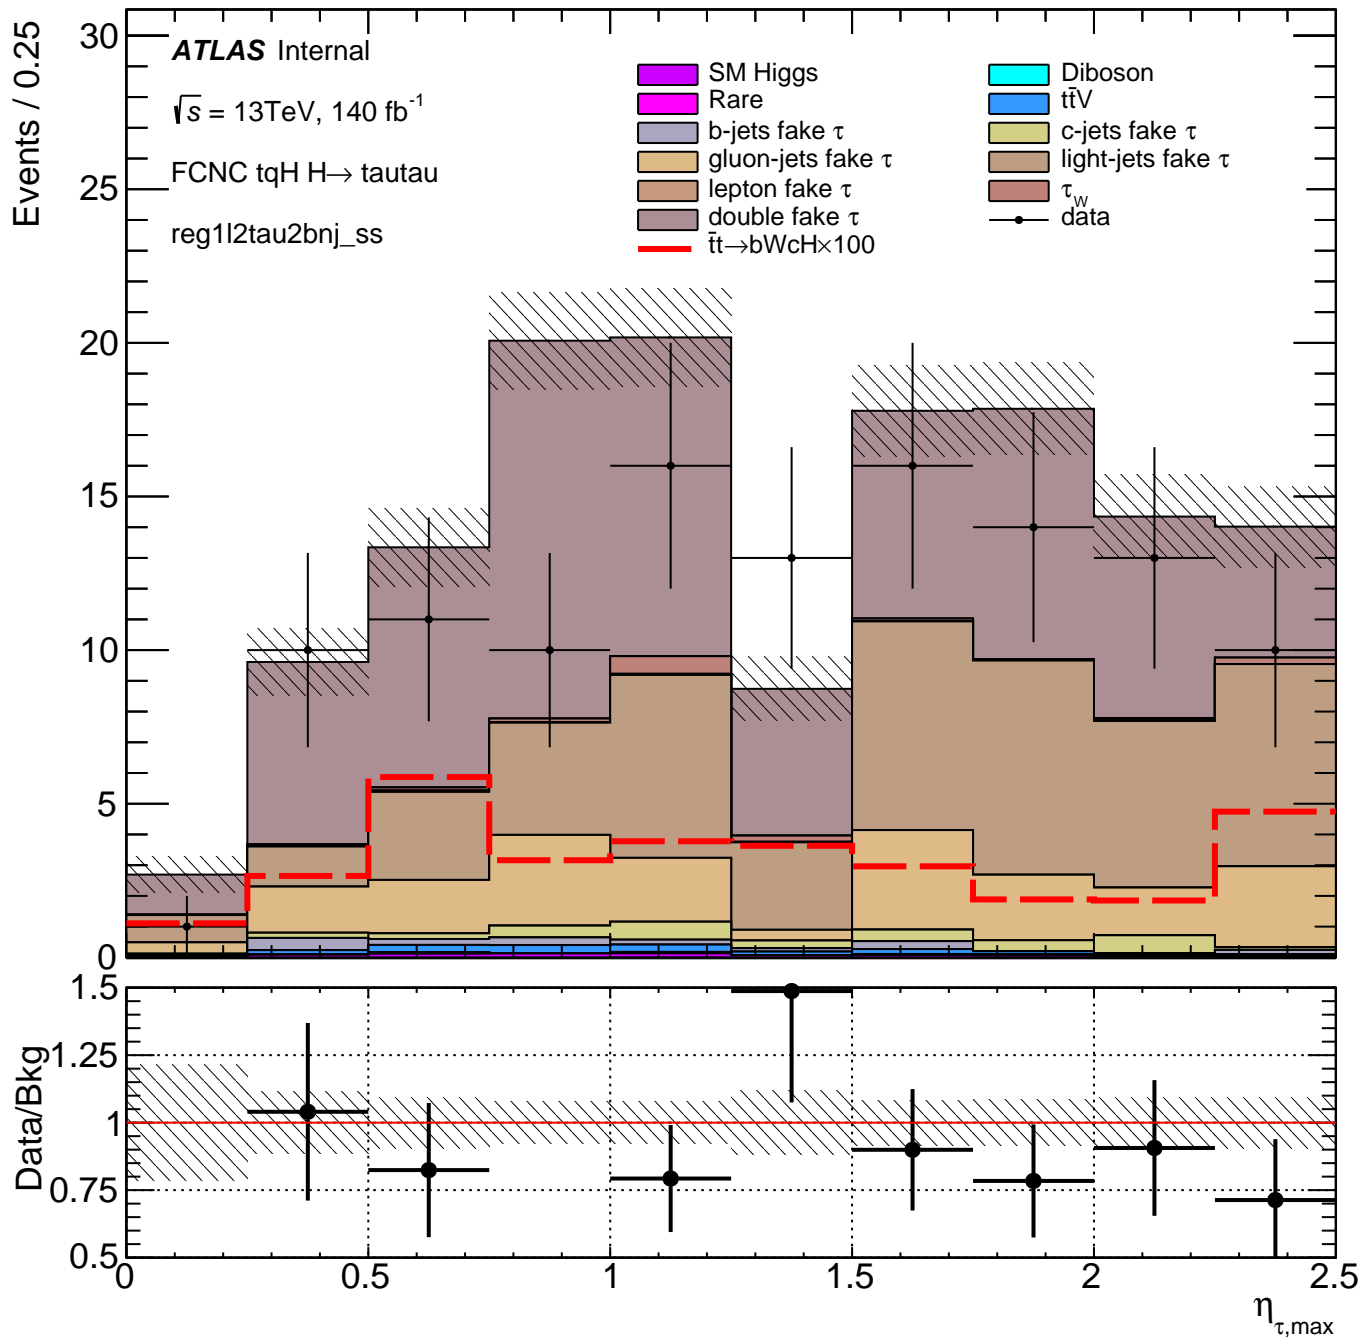 Events / 0.25
30
25
20
15
10
5
0
ATLAS Internal
√s = 13TeV, 140 fb⁻¹
FCNC tqH H→ tautau
reg1l2tau2bnj_ss
SM Higgs
Rare
b-jets fake τ
gluon-jets fake τ
lepton fake τ
double fake τ
t̄t→bWcH×100
Diboson
tt̄V
c-jets fake τ
light-jets fake τ
τ_W
data
Data/Bkg
1.5
1.25
1
0.75
0.5
0 0.5 1 1.5 2 2.5
η_τ,max